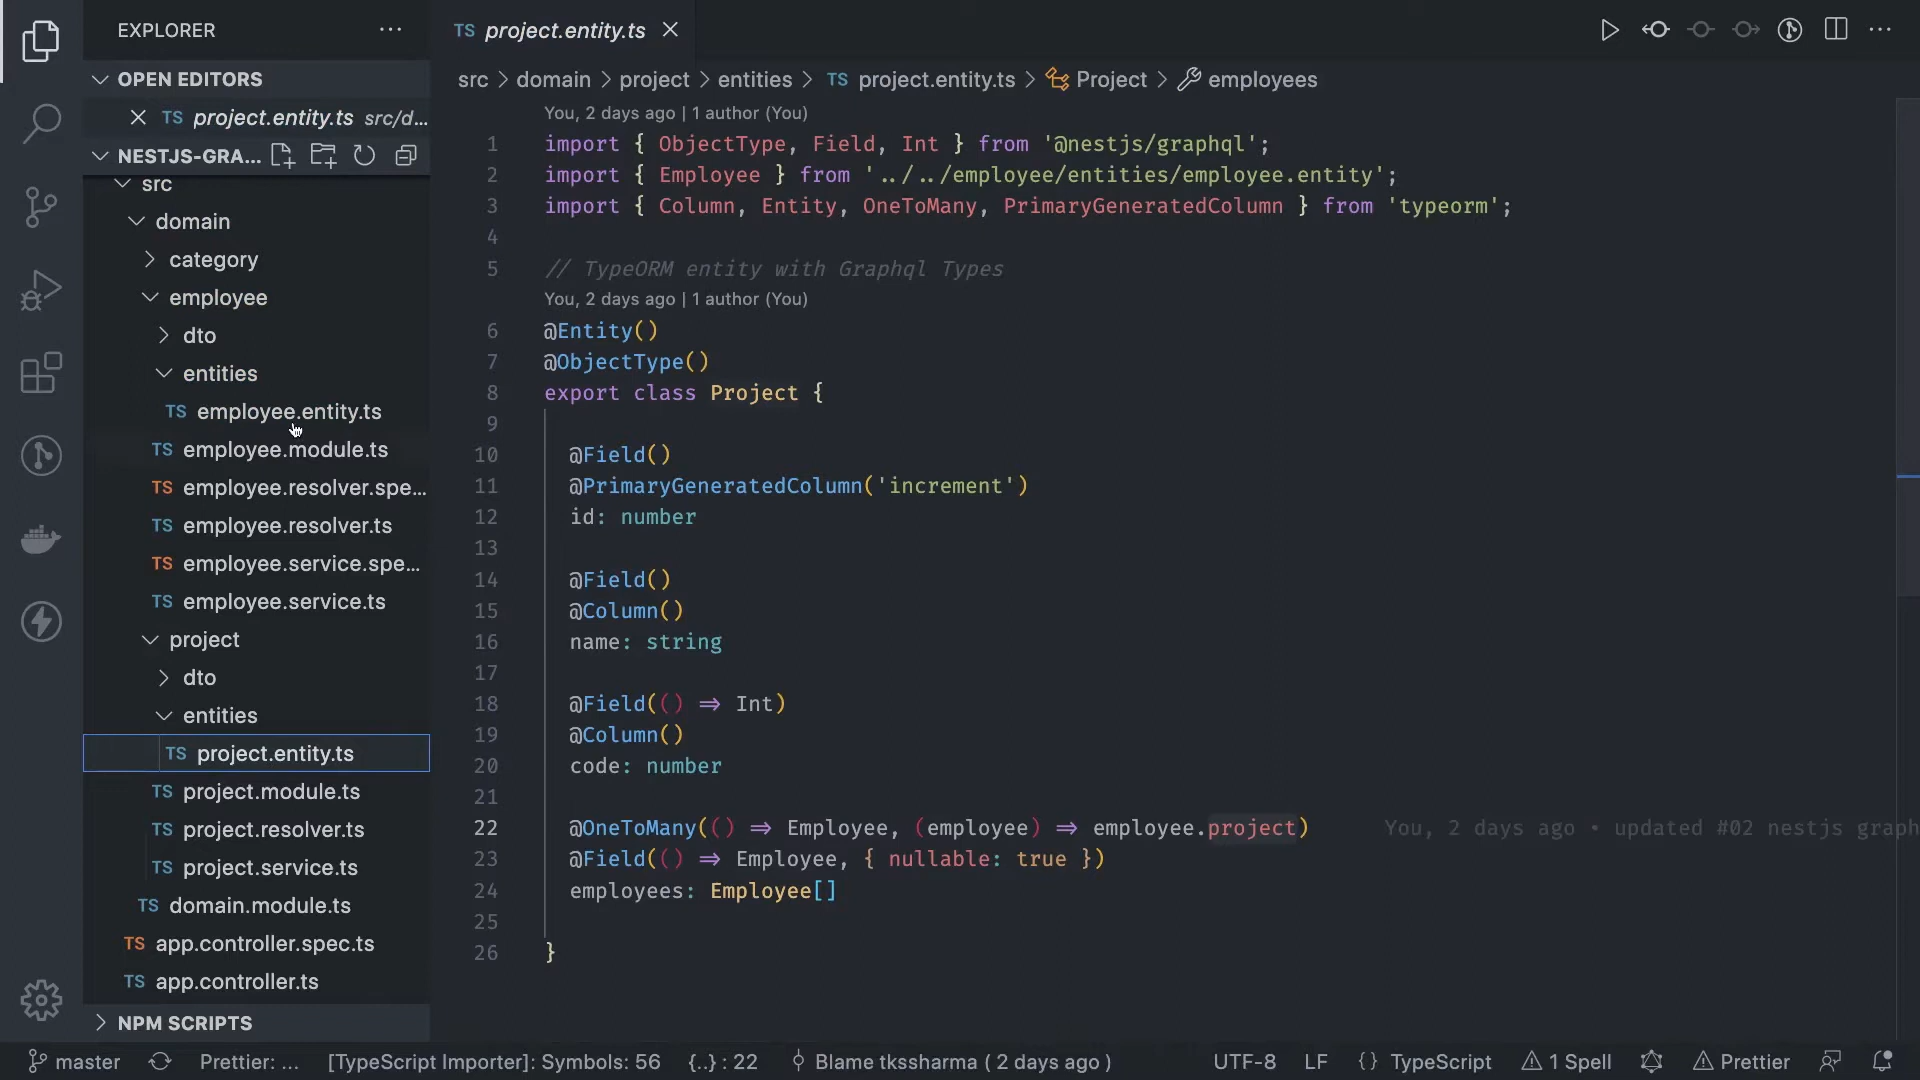 EXPLORER
OPEN EDITORS
TS project.entity.ts src/d...
NESTJS-GRA...
src
domain
category
employee
dto
entities
TS employee.entity.ts
TS employee.module.ts
TS employee.resolver.spe...
TS employee.resolver.ts
TS employee.service.spe...
TS employee.service.ts
project
dto
entities
TS project.entity.ts
TS project.module.ts
TS project.resolver.ts
TS project.service.ts
TS domain.module.ts
TS app.controller.spec.ts
TS app.controller.ts
NPM SCRIPTS
TS project.entity.ts
src > domain > project > entities > TS project.entity.ts > Project > employees
You, 2 days ago | 1 author (You)
1 import { ObjectType, Field, Int } from '@nestjs/graphql';
2 import { Employee } from '../../employee/entities/employee.entity';
3 import { Column, Entity, OneToMany, PrimaryGeneratedColumn } from 'typeorm';
4
5 // TypeORM entity with Graphql Types
You, 2 days ago | 1 author (You)
6 @Entity()
7 @ObjectType()
8 export class Project {
9
10 @Field()
11 @PrimaryGeneratedColumn('increment')
12 id: number
13
14 @Field()
15 @Column()
16 name: string
17
18 @Field(() => Int)
19 @Column()
20 code: number
21
22 @OneToMany(() => Employee, (employee) => employee.project) You, 2 days ago • updated #02 nestjs graph
23 @Field(() => Employee, { nullable: true })
24 employees: Employee[]
25
26 }
master Prettier: ... [TypeScript Importer]: Symbols: 56 {..} : 22 Blame tkssharma ( 2 days ago ) UTF-8 LF {} TypeScript 1 Spell Prettier